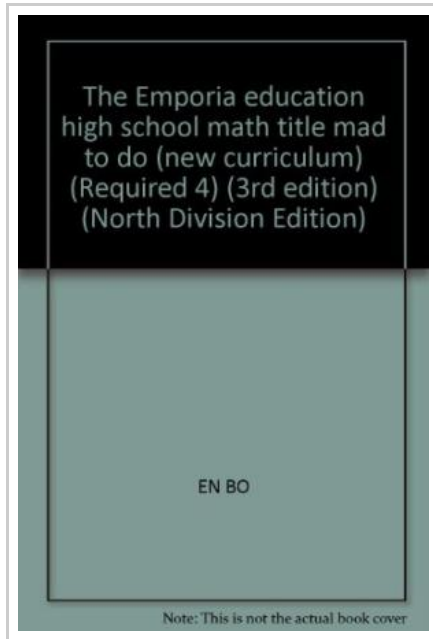 The Emporia education
high school math title mad
to do (new curriculum)
(Required 4) (3rd edition)
(North Division Edition)
EN BO
Note: This is not the actual book cover